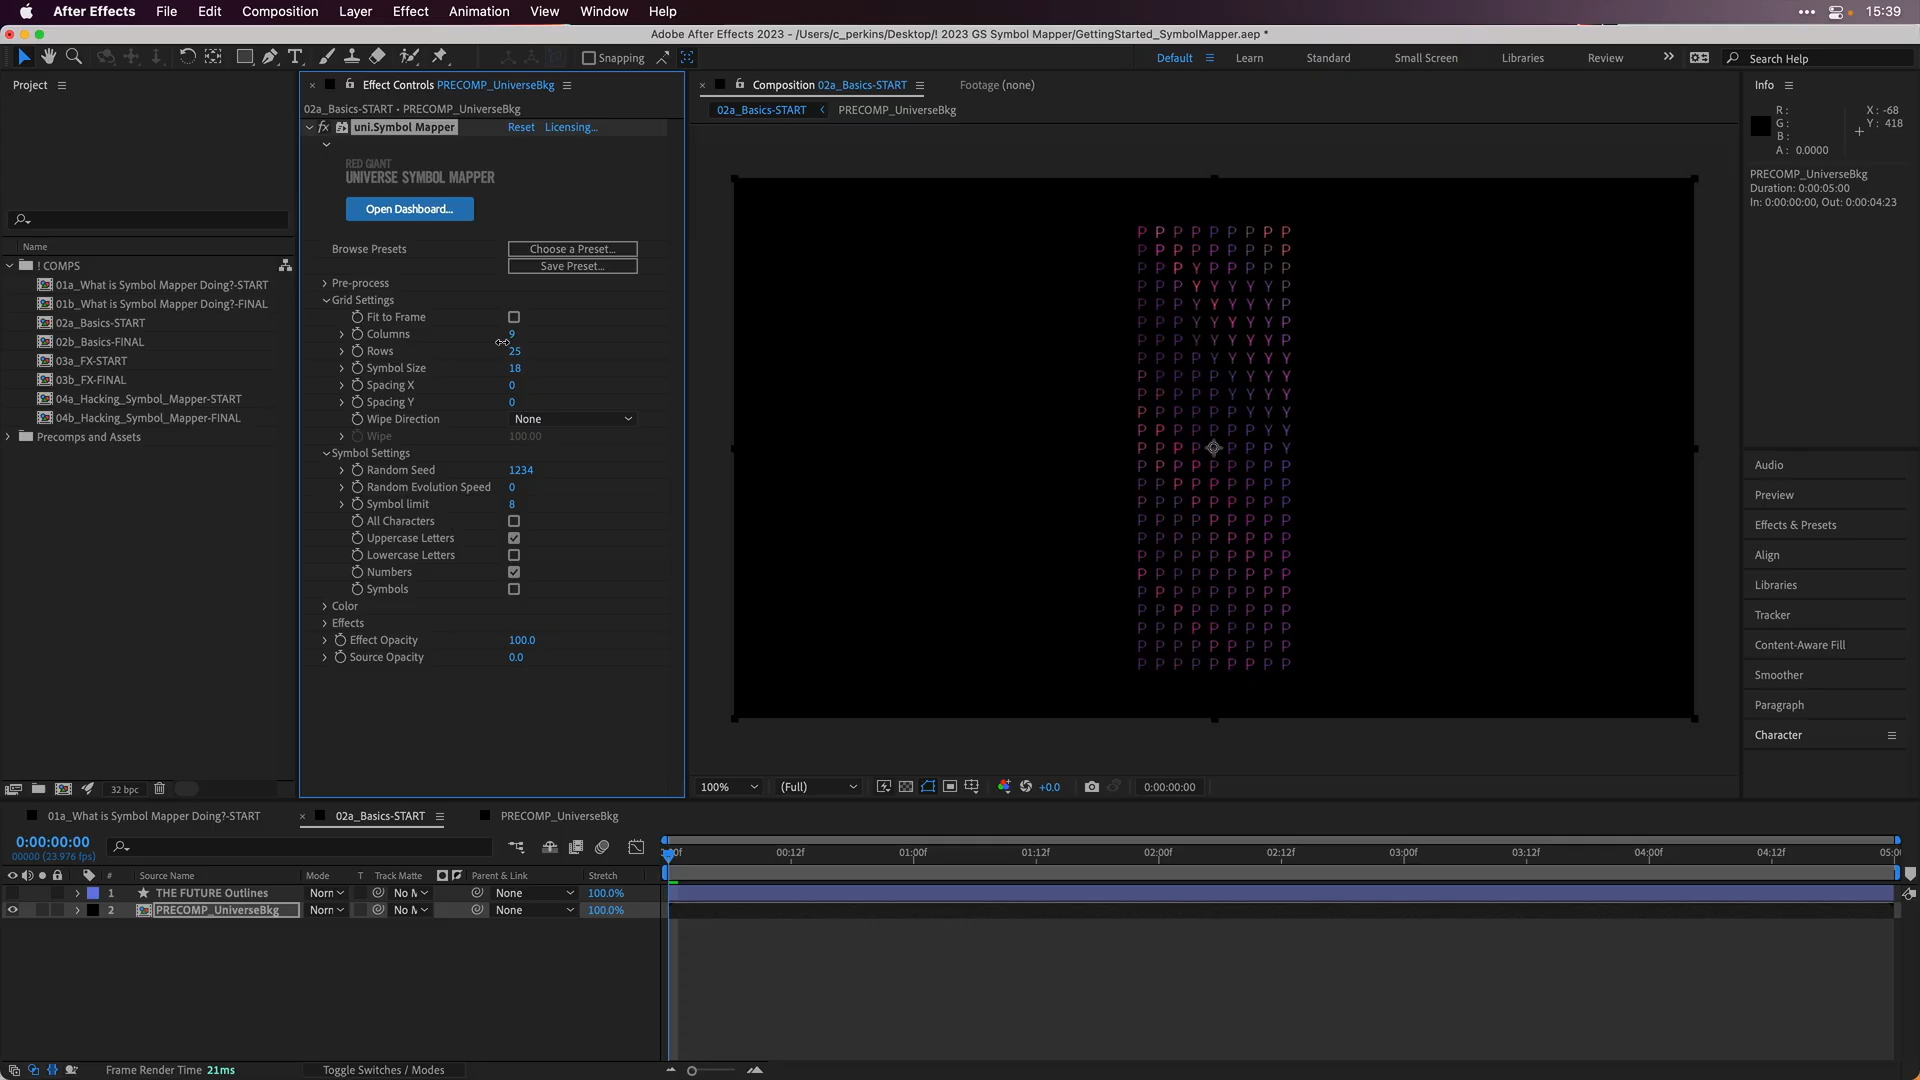 After Effects File Edit Composition Layer Effect Animation View Window Help 15:39
Adobe After Effects 2023 - /Users/c_perkins/Desktop/! 2023 GS Symbol Mapper/GettingStarted_SymbolMapper.aep *
Snapping Default Learn Standard Small Screen Libraries Review Search Help
Project
Effect Controls PRECOMP_UniverseBkg
Composition 02a_Basics-START
Footage (none)
Info
02a_Basics-START • PRECOMP_UniverseBkg
02a_Basics-START PRECOMP_UniverseBkg
R:
G:
B:
A: 0.0000
X: -68
Y: 418
PRECOMP_UniverseBkg
Duration: 0:00:05:00
In: 0:00:00:00, Out: 0:00:04:23
fx uni.Symbol Mapper Reset Licensing...
RED GIANT
UNIVERSE SYMBOL MAPPER
Open Dashboard...
Browse Presets Choose a Preset...
Save Preset...
Pre-process
Grid Settings
Fit to Frame
Columns 9
Rows 25
Symbol Size 18
Spacing X 0
Spacing Y 0
Wipe Direction None
Wipe 100.00
Symbol Settings
Random Seed 1234
Random Evolution Speed 0
Symbol limit 8
All Characters
Uppercase Letters
Lowercase Letters
Numbers
Symbols
Color
Effects
Effect Opacity 100.0
Source Opacity 0.0
Name
! COMPS
01a_What is Symbol Mapper Doing?-START
01b_What is Symbol Mapper Doing?-FINAL
02a_Basics-START
02b_Basics-FINAL
03a_FX-START
03b_FX-FINAL
04a_Hacking_Symbol_Mapper-START
04b_Hacking_Symbol_Mapper-FINAL
Precomps and Assets
32 bpc
P P P P P P P P P
P P P P P P P P P
P P P Y P P P P P
P P P Y Y Y Y Y P
P P P Y Y Y Y Y P
P P P Y Y Y Y Y P
P P P Y Y Y Y Y Y
P P P P Y Y Y Y Y
P P P P P Y Y Y Y
P P P P P Y Y Y Y
P P P P P P Y Y Y
P P P P P P P Y Y
P P P P P P P Y
P P P P P P P P P
P P P P P P P P P
P P P P P P P P P
P P P P P P P P P
P P P P P P P P P
P P P P P P P P P
P P P P P P P P P
P P P P P P P P P
P P P P P P P P P
P P P P P P P P P
P P P P P P P P P
P P P P P P P P P
Audio
Preview
Effects & Presets
Align
Libraries
Tracker
Content-Aware Fill
Smoother
Paragraph
Character
100% (Full) +0.0 0:00:00:00
01a_What is Symbol Mapper Doing?-START 02a_Basics-START PRECOMP_UniverseBkg
0:00:00:00
00000 (23.976 fps)
00:12f 01:00f 01:12f 02:00f 02:12f 03:00f 03:12f 04:00f 04:12f
# Source Name Mode T Track Matte Parent & Link Stretch
1 THE FUTURE Outlines Norn No M None 100.0%
2 PRECOMP_UniverseBkg Norn No M None 100.0%
Frame Render Time 21ms Toggle Switches / Modes